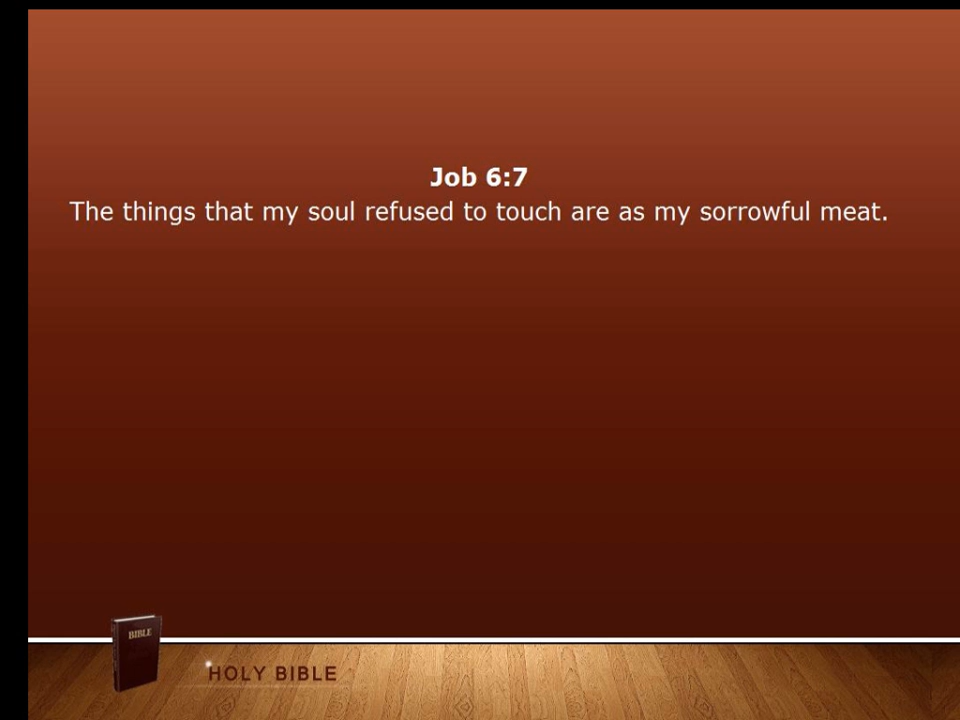 Job 6:7
The things that my soul refused to touch are as my sorrowful meat.
BIBLE
HOLY BIBLE